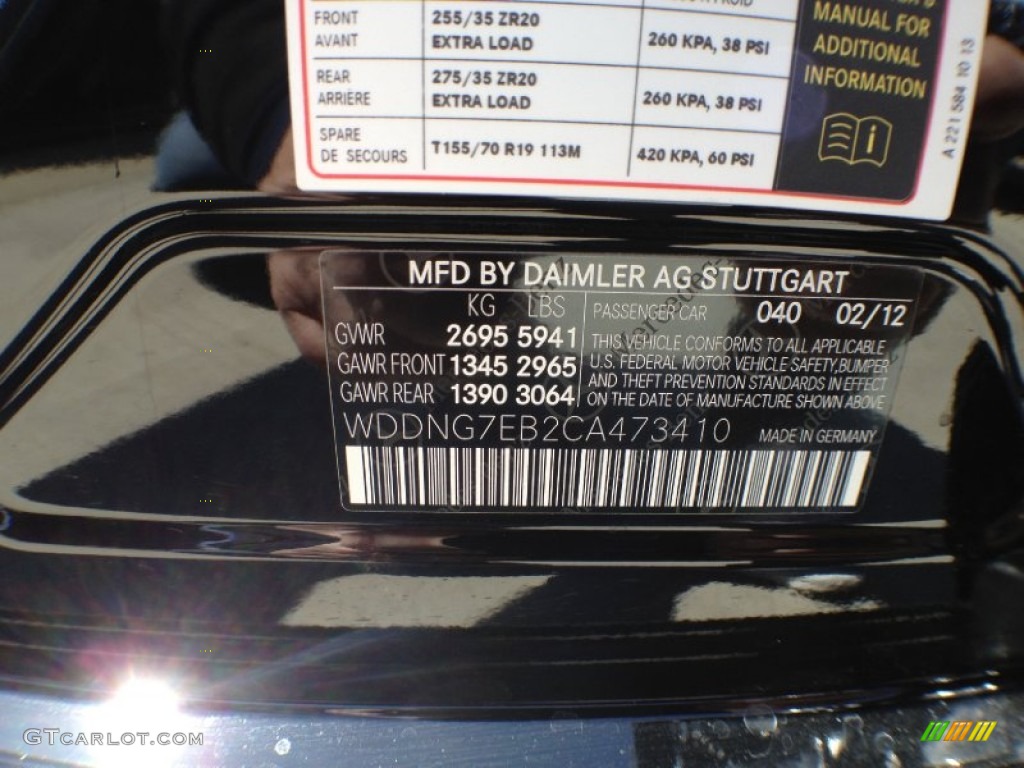 FRONT 255/35 ZR20
AVANT EXTRA LOAD 260 KPA, 38 PSI
REAR 275/35 ZR20
ARRIÈRE EXTRA LOAD 260 KPA, 38 PSI
SPARE
DE SECOURS T155/70 R19 113M 420 KPA, 60 PSI
MANUAL FOR
ADDITIONAL
INFORMATION
A 221 584 10 13
MFD BY DAIMLER AG STUTTGART
KG LBS PASSENGER CAR 040 02/12
GVWR 2695 5941
GAWR FRONT 1345 2965
GAWR REAR 1390 3064
THIS VEHICLE CONFORMS TO ALL APPLICABLE
U.S. FEDERAL MOTOR VEHICLE SAFETY,BUMPER
AND THEFT PREVENTION STANDARDS IN EFFECT
ON THE DATE OF MANUFACTURE SHOWN ABOVE
WDDNG7EB2CA473410 MADE IN GERMANY
GTcarlot.com